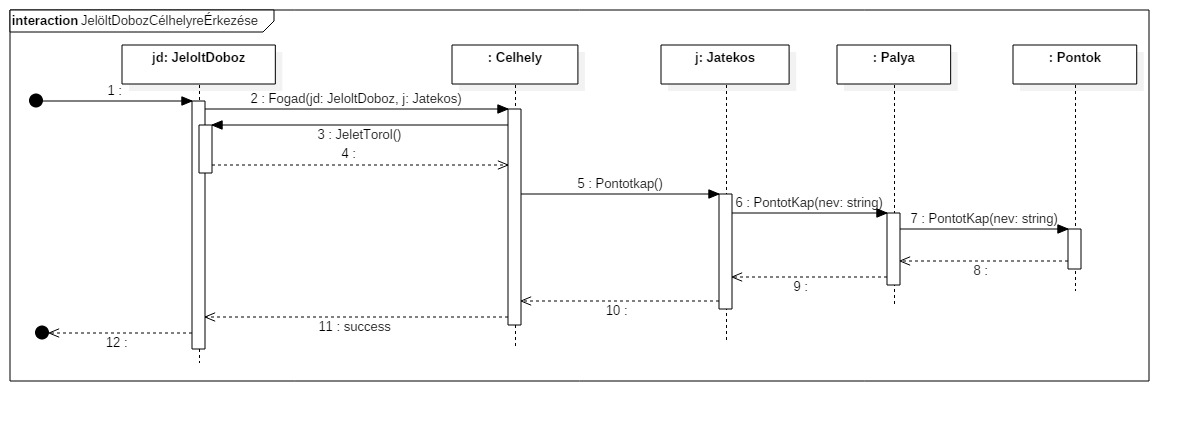 interaction JelöltDobozCélhelyreÉrkezése
jd: JeloltDoboz
: Celhely
j: Jatekos
: Palya
: Pontok
1 :
2 : Fogad(jd: JeloltDoboz, j: Jatekos)
3 : JeletTorol()
4 :
5 : Pontotkap()
6 : PontotKap(nev: string)
7 : PontotKap(nev: string)
8 :
9 :
10 :
11 : success
12 :